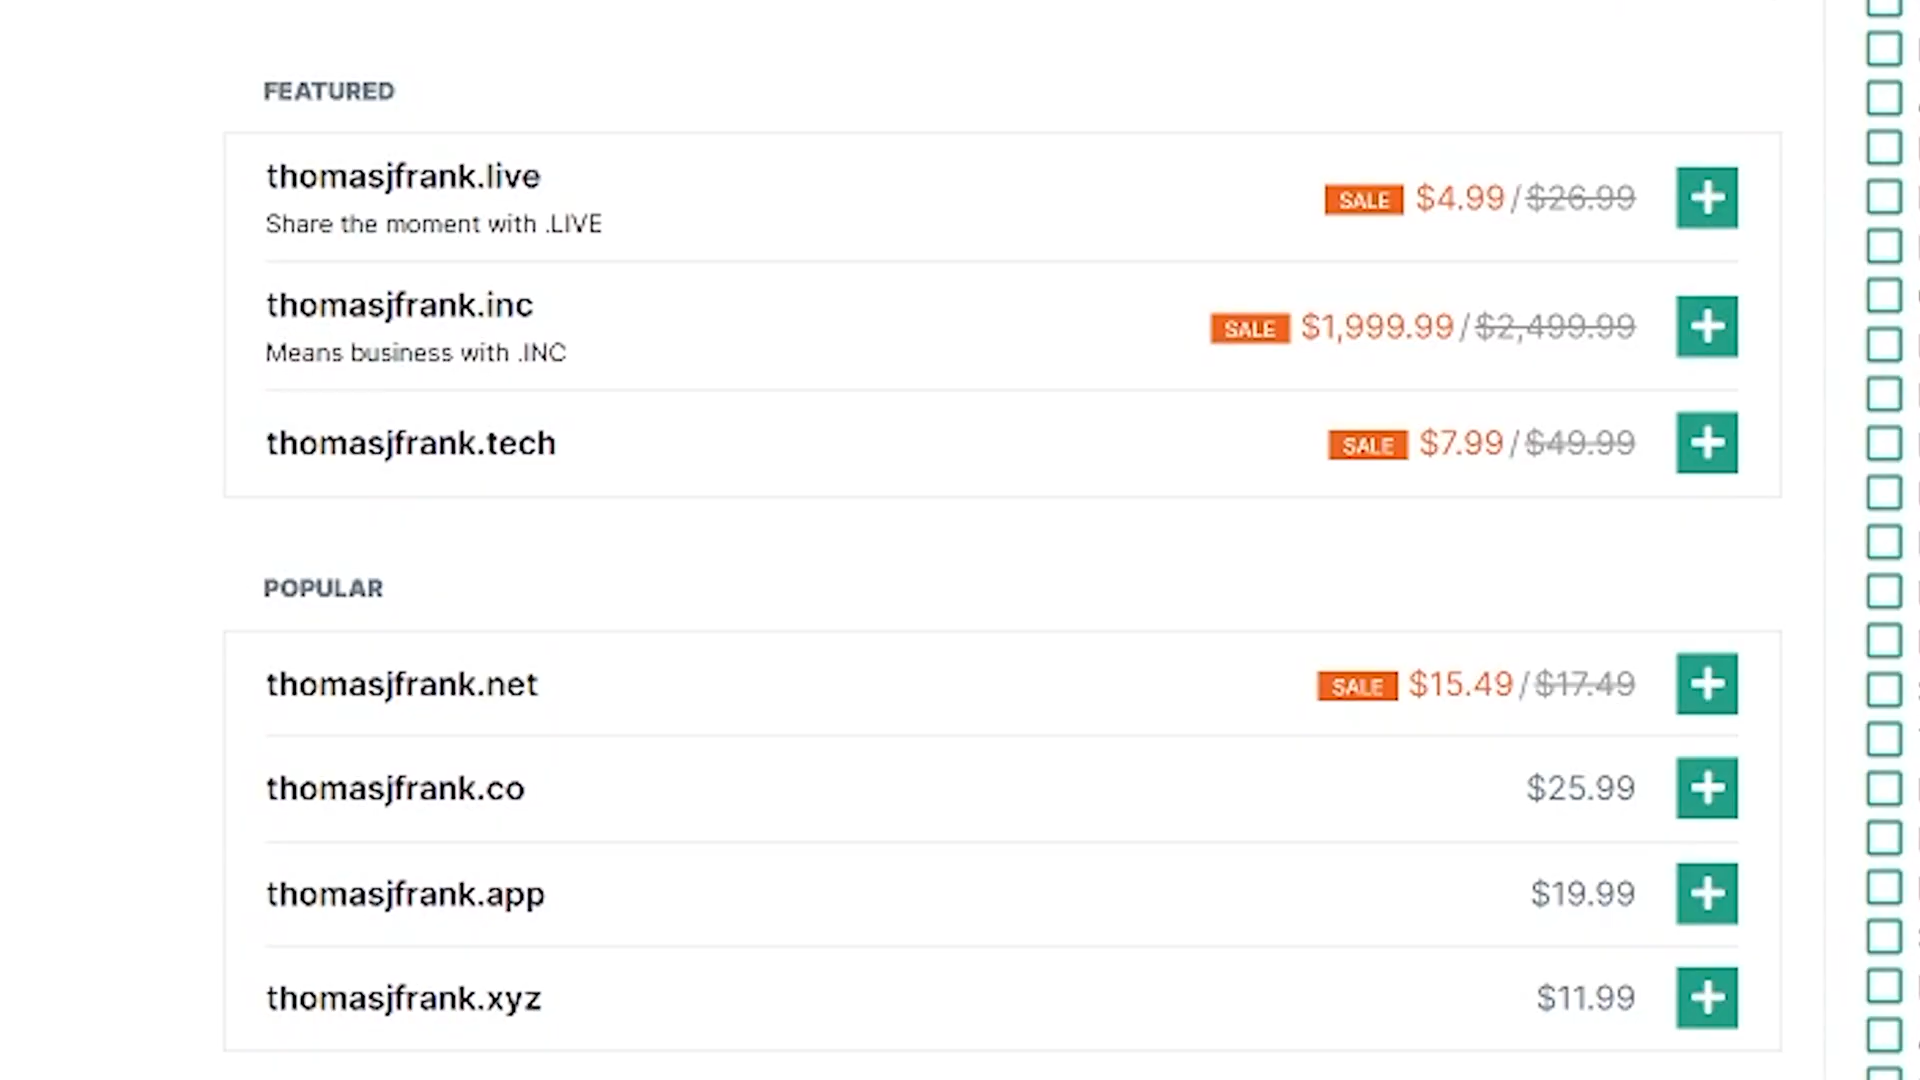 FEATURED
thomasjfrank.live
Share the moment with .LIVE
SALE $4.99/$26.99
thomasjfrank.inc
Means business with .INC
SALE $1,999.99/$2,499.99
thomasjfrank.tech
SALE $7.99/$49.99
POPULAR
thomasjfrank.net
SALE $15.49/$17.49
thomasjfrank.co
$25.99
thomasjfrank.app
$19.99
thomasjfrank.xyz
$11.99